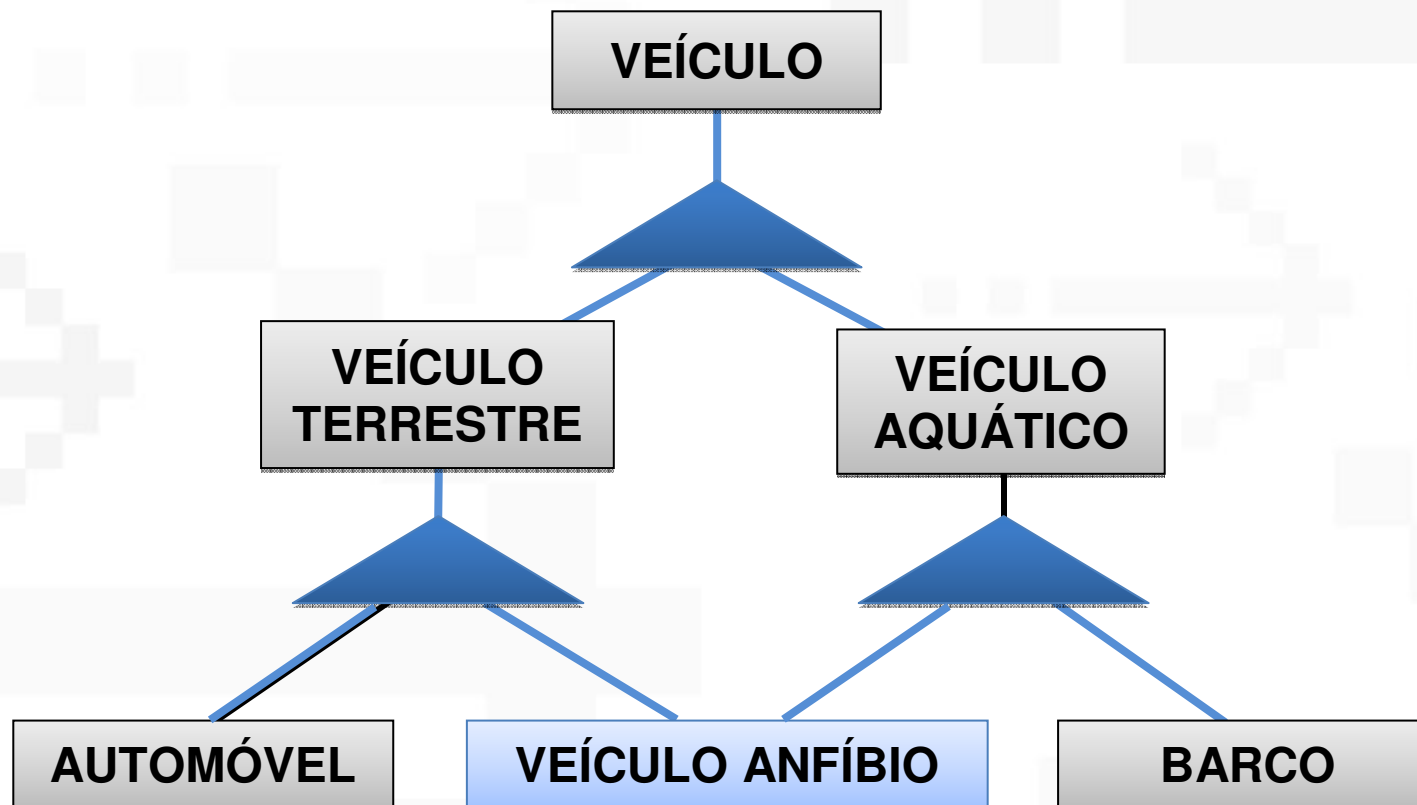 VEÍCULO
VEÍCULO
TERRESTRE
VEÍCULO
AQUÁTICO
AUTOMÓVEL
VEÍCULO ANFÍBIO
BARCO